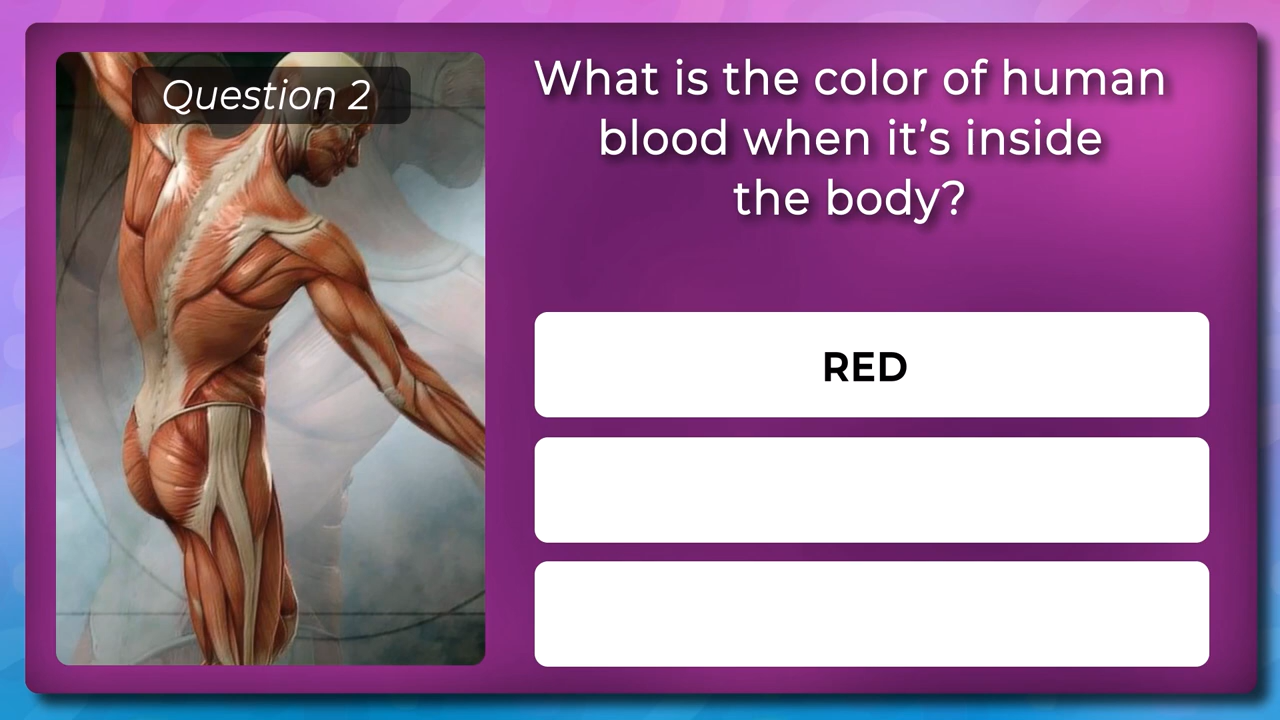 Question 2
What is the color of human
blood when it’s inside
the body?
RED